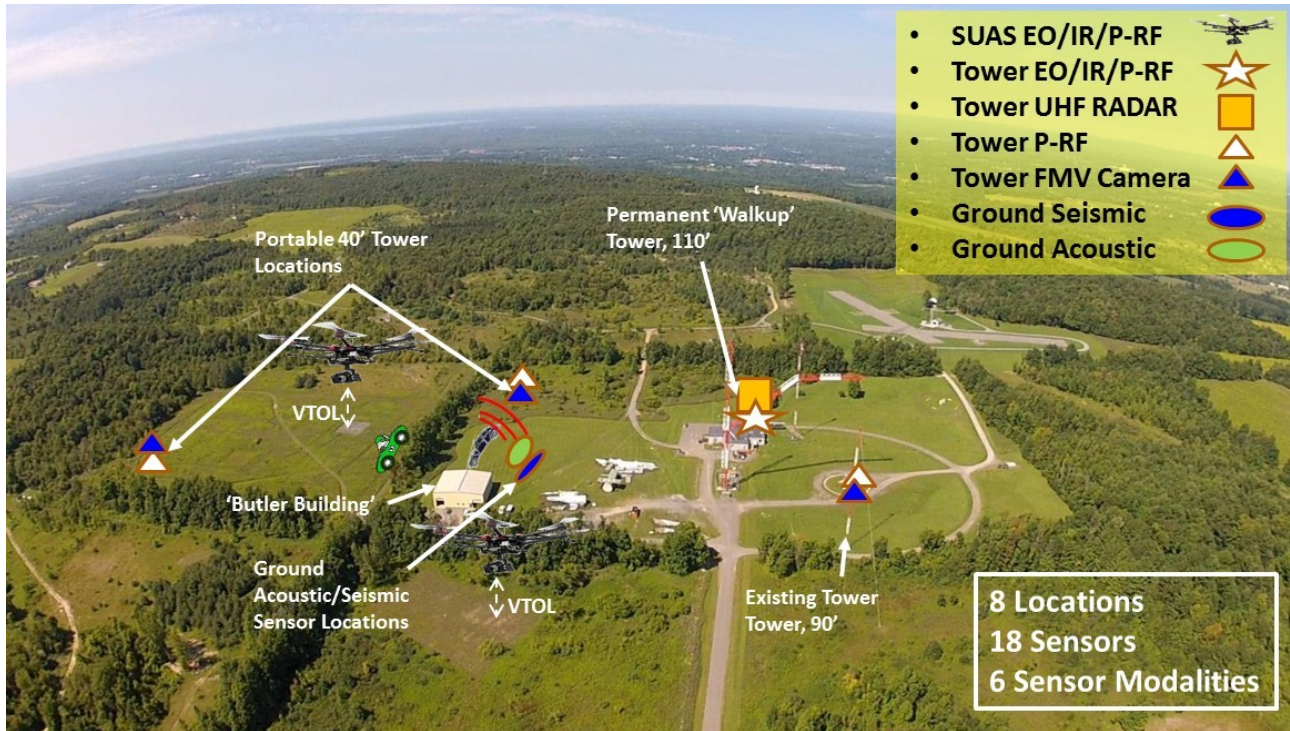 • SUAS EO/IR/P-RF
• Tower EO/IR/P-RF
• Tower UHF RADAR
• Tower P-RF
• Tower FMV Camera
• Ground Seismic
• Ground Acoustic
Permanent ‘Walkup’
Tower, 110’
Portable 40’ Tower
Locations
VTOL
‘Butler Building’
Ground
Acoustic/Seismic
Sensor Locations
VTOL
Existing Tower
Tower, 90’
8 Locations
18 Sensors
6 Sensor Modalities